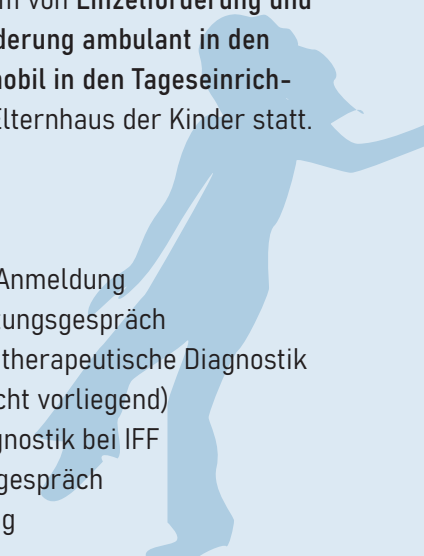 m von Einzelförderung und
derung ambulant in den
nobil in den Tageseinrich-
Elternhaus der Kinder statt.
Anmeldung
tungsgespräch
therapeutische Diagnostik
cht vorliegend)
gnostik bei IFF
gespräch
g